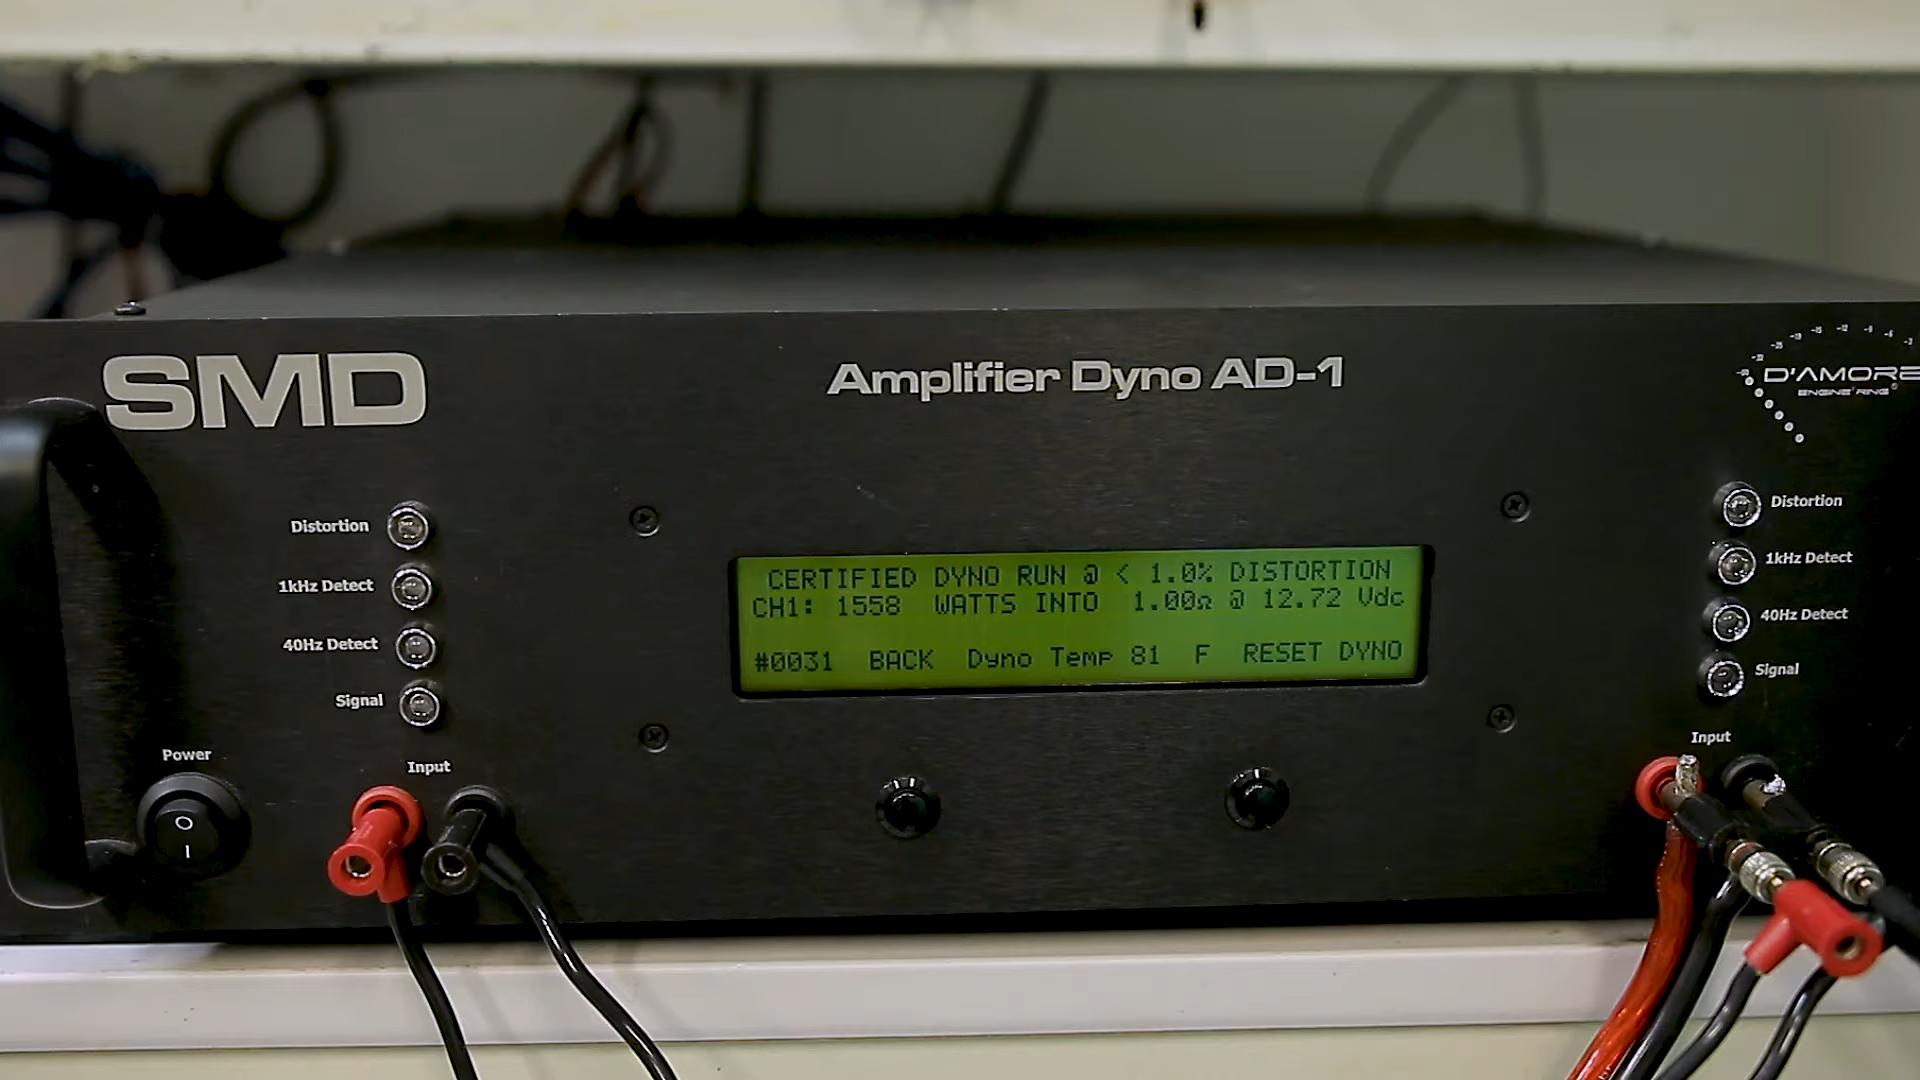 SMD
Amplifier Dyno AD-1
D'AMORE
ENGINEERING
Distortion
1kHz Detect
40Hz Detect
Signal
Power
O
I
Input
CERTIFIED DYNO RUN @ < 1.0% DISTORTION
CH1: 1558 WATTS INTO 1.00Ω @ 12.72 Vdc
#0031 BACK Dyno Temp 81 F RESET DYNO
Distortion
1kHz Detect
40Hz Detect
Signal
Input